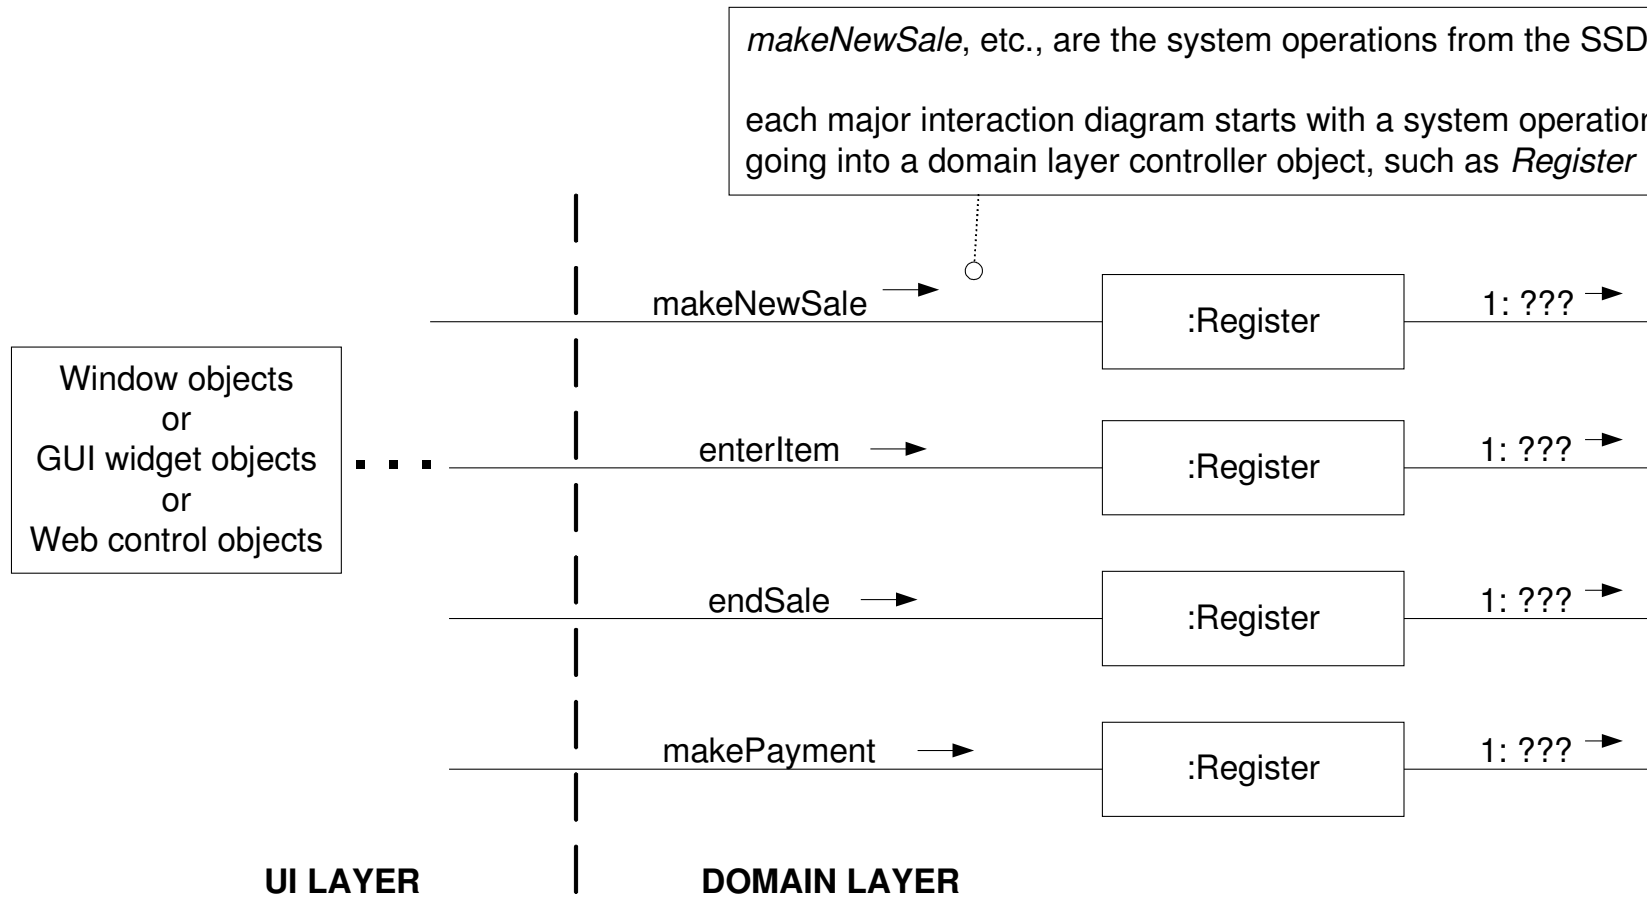 makeNewSale, etc., are the system operations from the SSD
each major interaction diagram starts with a system operation
going into a domain layer controller object, such as Register
makeNewSale
:Register
1: ???
Window objects
or
GUI widget objects
or
Web control objects
enterItem
:Register
1: ???
endSale
:Register
1: ???
makePayment
:Register
1: ???
UI LAYER
DOMAIN LAYER